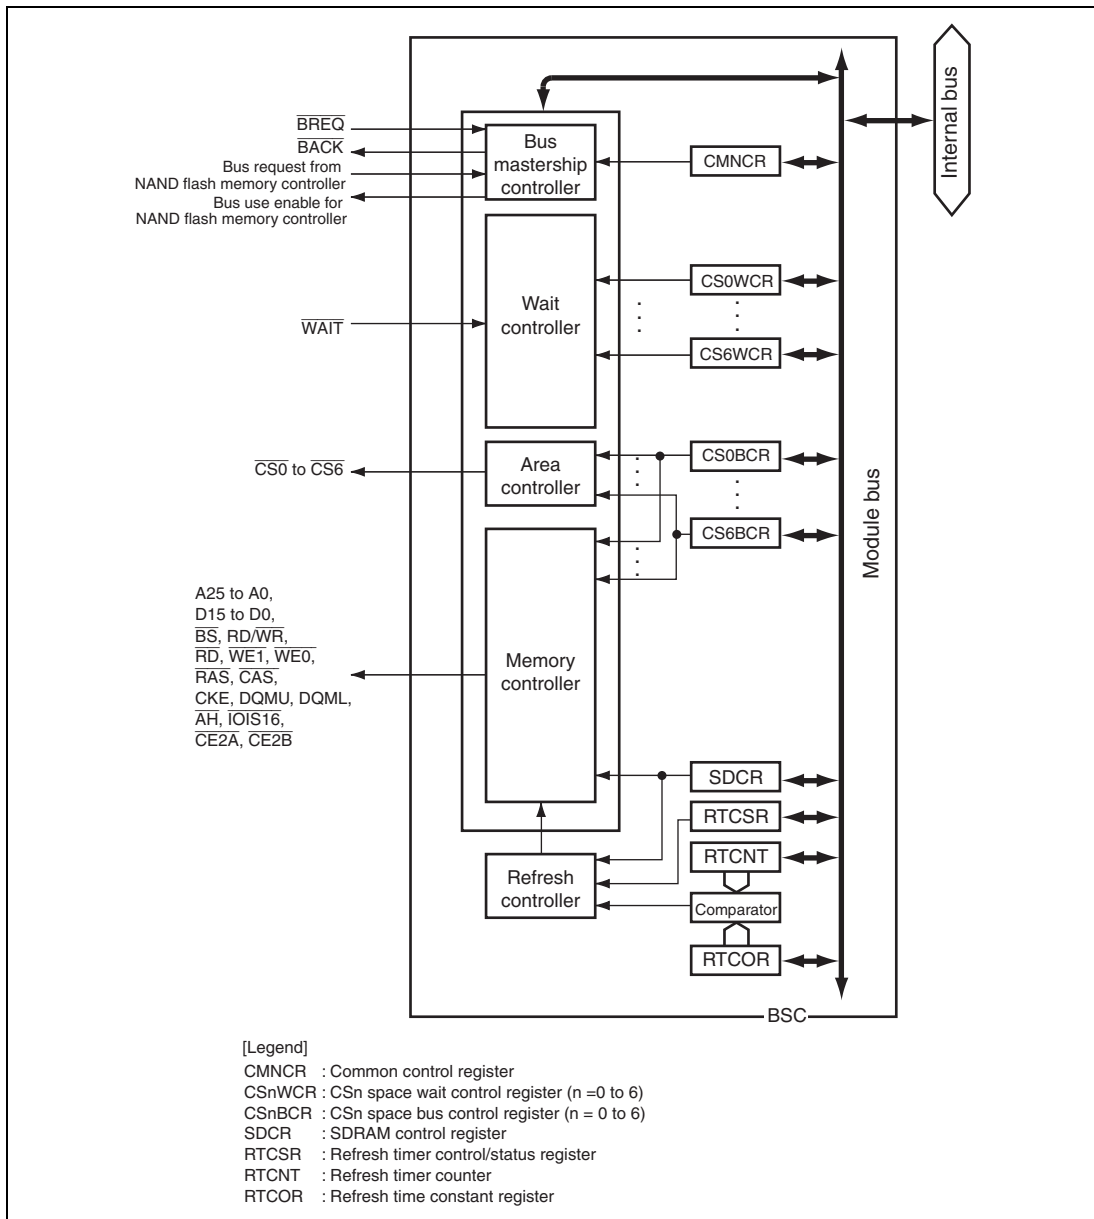 Internal bus
BREQ
BACK
Bus request from
NAND flash memory controller
Bus use enable for
NAND flash memory controller
Bus
mastership
controller
CMNCR
CS0WCR
Wait
controller
WAIT
CS6WCR
CS0BCR
CS0 to CS6
Area
controller
CS6BCR
Module bus
A25 to A0,
D15 to D0,
BS, RD/WR,
RD, WE1, WE0,
RAS, CAS,
CKE, DQMU, DQML,
AH, IOIS16,
CE2A, CE2B
Memory
controller
SDCR
RTCSR
RTCNT
Refresh
controller
Comparator
RTCOR
BSC
[Legend]
CMNCR : Common control register
CSnWCR : CSn space wait control register (n =0 to 6)
CSnBCR : CSn space bus control register (n = 0 to 6)
SDCR : SDRAM control register
RTCSR : Refresh timer control/status register
RTCNT : Refresh timer counter
RTCOR : Refresh time constant register